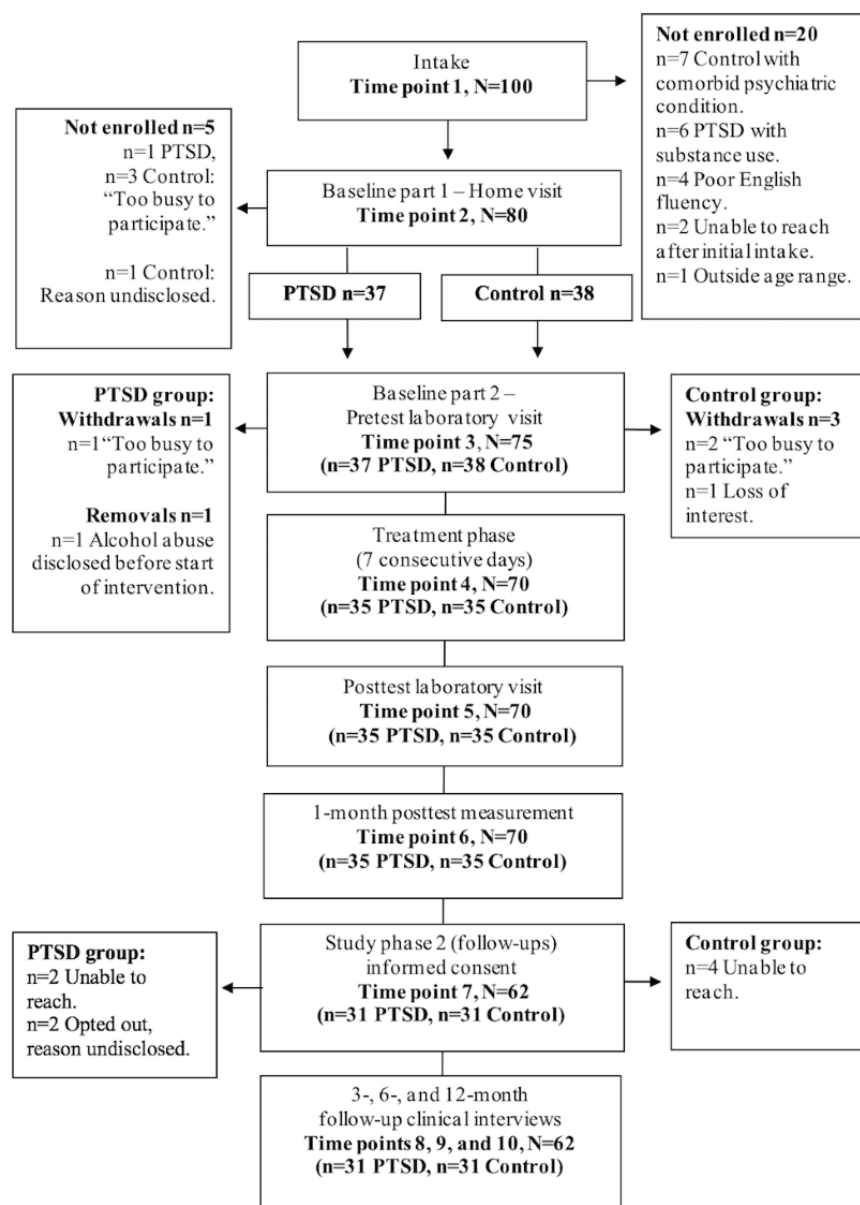 Intake
Time point 1, N=100
Not enrolled n=20
n=7 Control with
comorbid psychiatric
condition.
n=6 PTSD with
substance use.
n=4 Poor English
fluency.
n=2 Unable to reach
after initial intake.
n=1 Outside age range.
Not enrolled n=5
n=1 PTSD,
n=3 Control:
“Too busy to
participate.”
n=1 Control:
Reason undisclosed.
Baseline part 1 – Home visit
Time point 2, N=80
PTSD n=37
Control n=38
Baseline part 2 –
Pretest laboratory visit
Time point 3, N=75
(n=37 PTSD, n=38 Control)
PTSD group:
Withdrawals n=1
n=1 “Too busy to
participate.”
Removals n=1
n=1 Alcohol abuse
disclosed before start
of intervention.
Control group:
Withdrawals n=3
n=2 “Too busy to
participate.”
n=1 Loss of
interest.
Treatment phase
(7 consecutive days)
Time point 4, N=70
(n=35 PTSD, n=35 Control)
Posttest laboratory visit
Time point 5, N=70
(n=35 PTSD, n=35 Control)
1-month posttest measurement
Time point 6, N=70
(n=35 PTSD, n=35 Control)
Study phase 2 (follow-ups)
informed consent
Time point 7, N=62
(n=31 PTSD, n=31 Control)
PTSD group:
n=2 Unable to
reach.
n=2 Opted out,
reason undisclosed.
Control group:
n=4 Unable to
reach.
3-, 6-, and 12-month
follow-up clinical interviews
Time points 8, 9, and 10, N=62
(n=31 PTSD, n=31 Control)